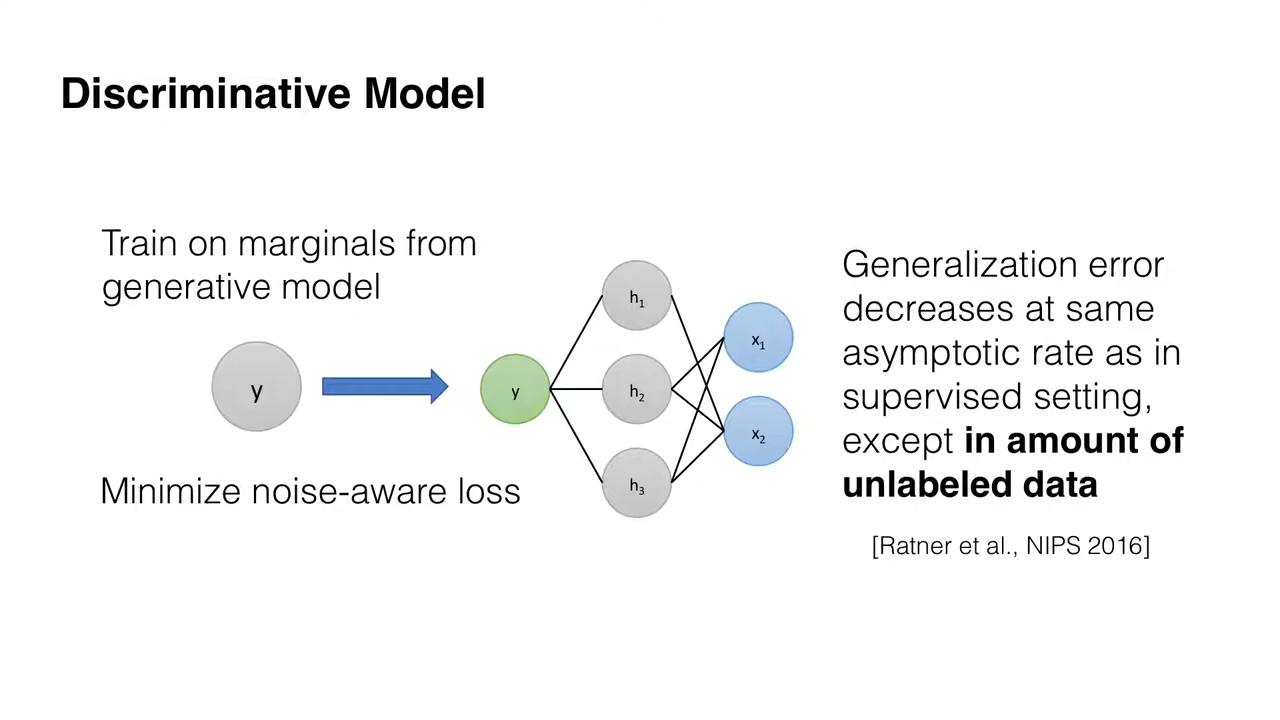 Discriminative Model
Train on marginals from
generative model
y
Minimize noise-aware loss
y
h1
h2
h3
x1
x2
Generalization error
decreases at same
asymptotic rate as in
supervised setting,
except in amount of
unlabeled data
[Ratner et al., NIPS 2016]